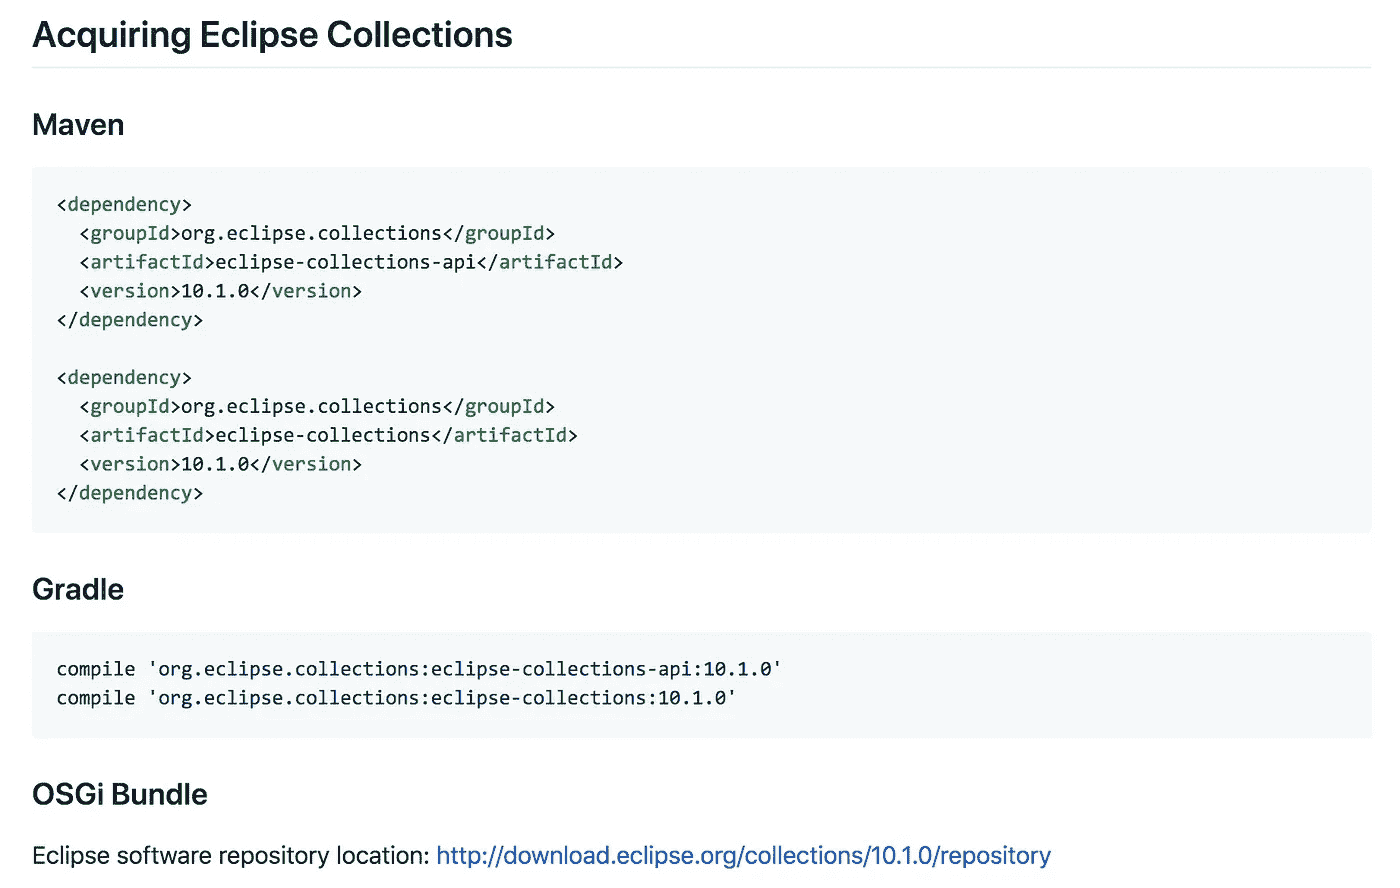 Acquiring Eclipse Collections
Maven
<dependency>
  <groupId>org.eclipse.collections</groupId>
  <artifactId>eclipse-collections-api</artifactId>
  <version>10.1.0</version>
</dependency>
<dependency>
  <groupId>org.eclipse.collections</groupId>
  <artifactId>eclipse-collections</artifactId>
  <version>10.1.0</version>
</dependency>
Gradle
compile 'org.eclipse.collections:eclipse-collections-api:10.1.0'
compile 'org.eclipse.collections:eclipse-collections:10.1.0'
OSGi Bundle
Eclipse software repository location: http://download.eclipse.org/collections/10.1.0/repository